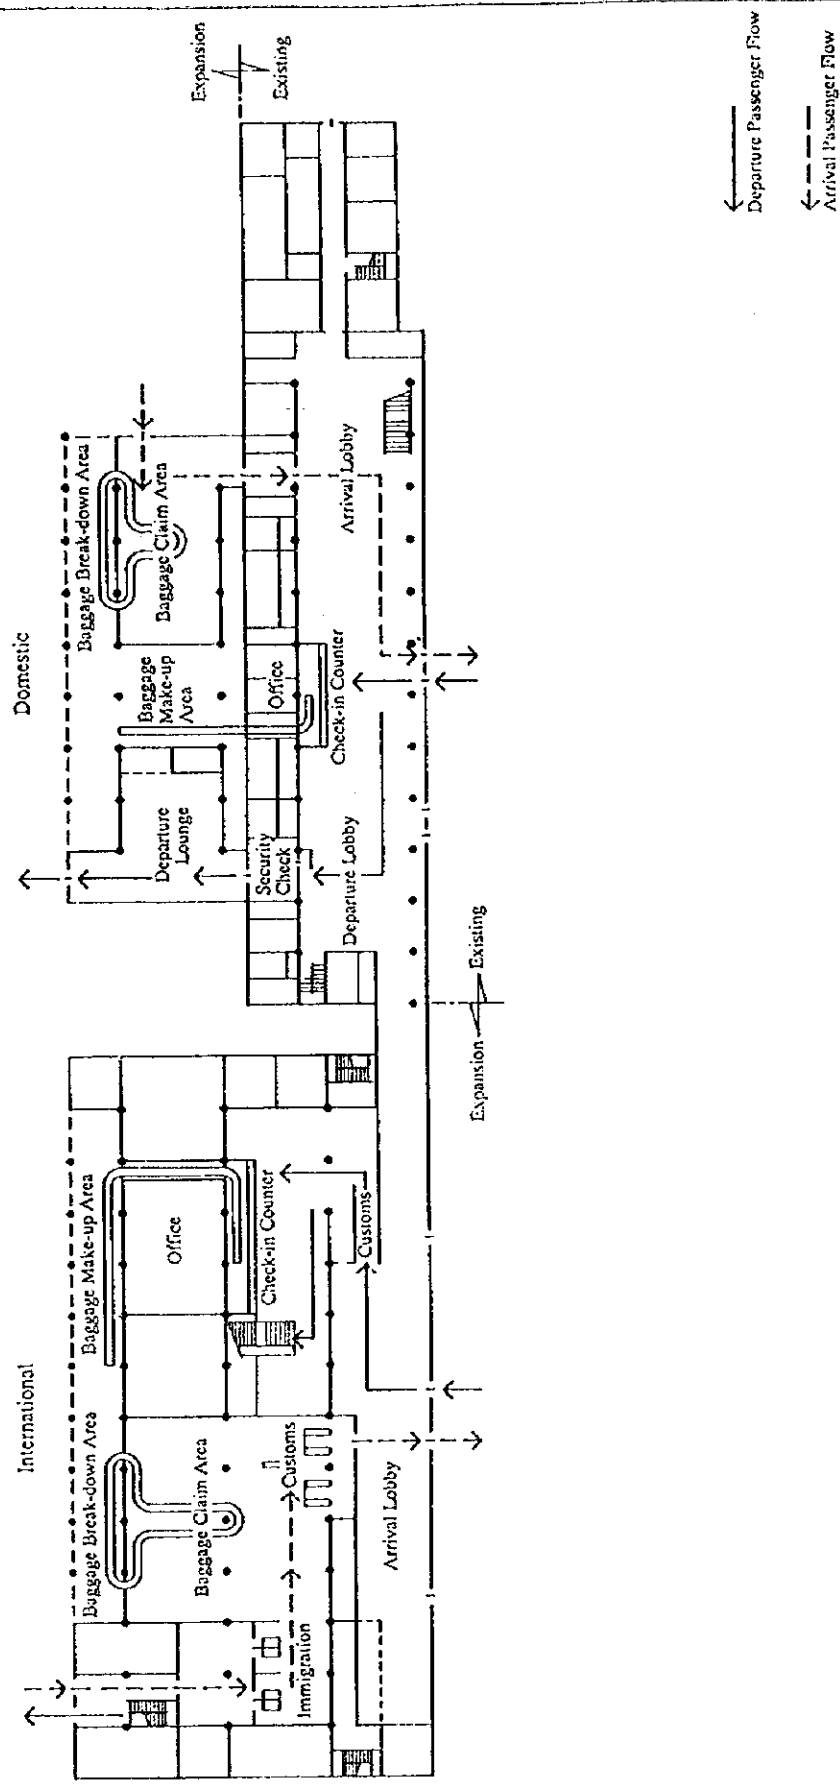 International
Domestic
Baggage Break-down Area
Baggage Make-up Area
Office
Baggage Claim Area
Check-in Counter
Customs
Customs
Immigration
Arrival Lobby
Expansion
Existing
Departure
Lounge
Baggage
Make-up
Area
Baggage Break-down Area
Baggage Claim Area
Security
Check
Office
Departure Lobby
Check-in Counter
Arrival Lobby
Expansion
Existing
Departure Passenger Flow
Arrival Passenger Flow